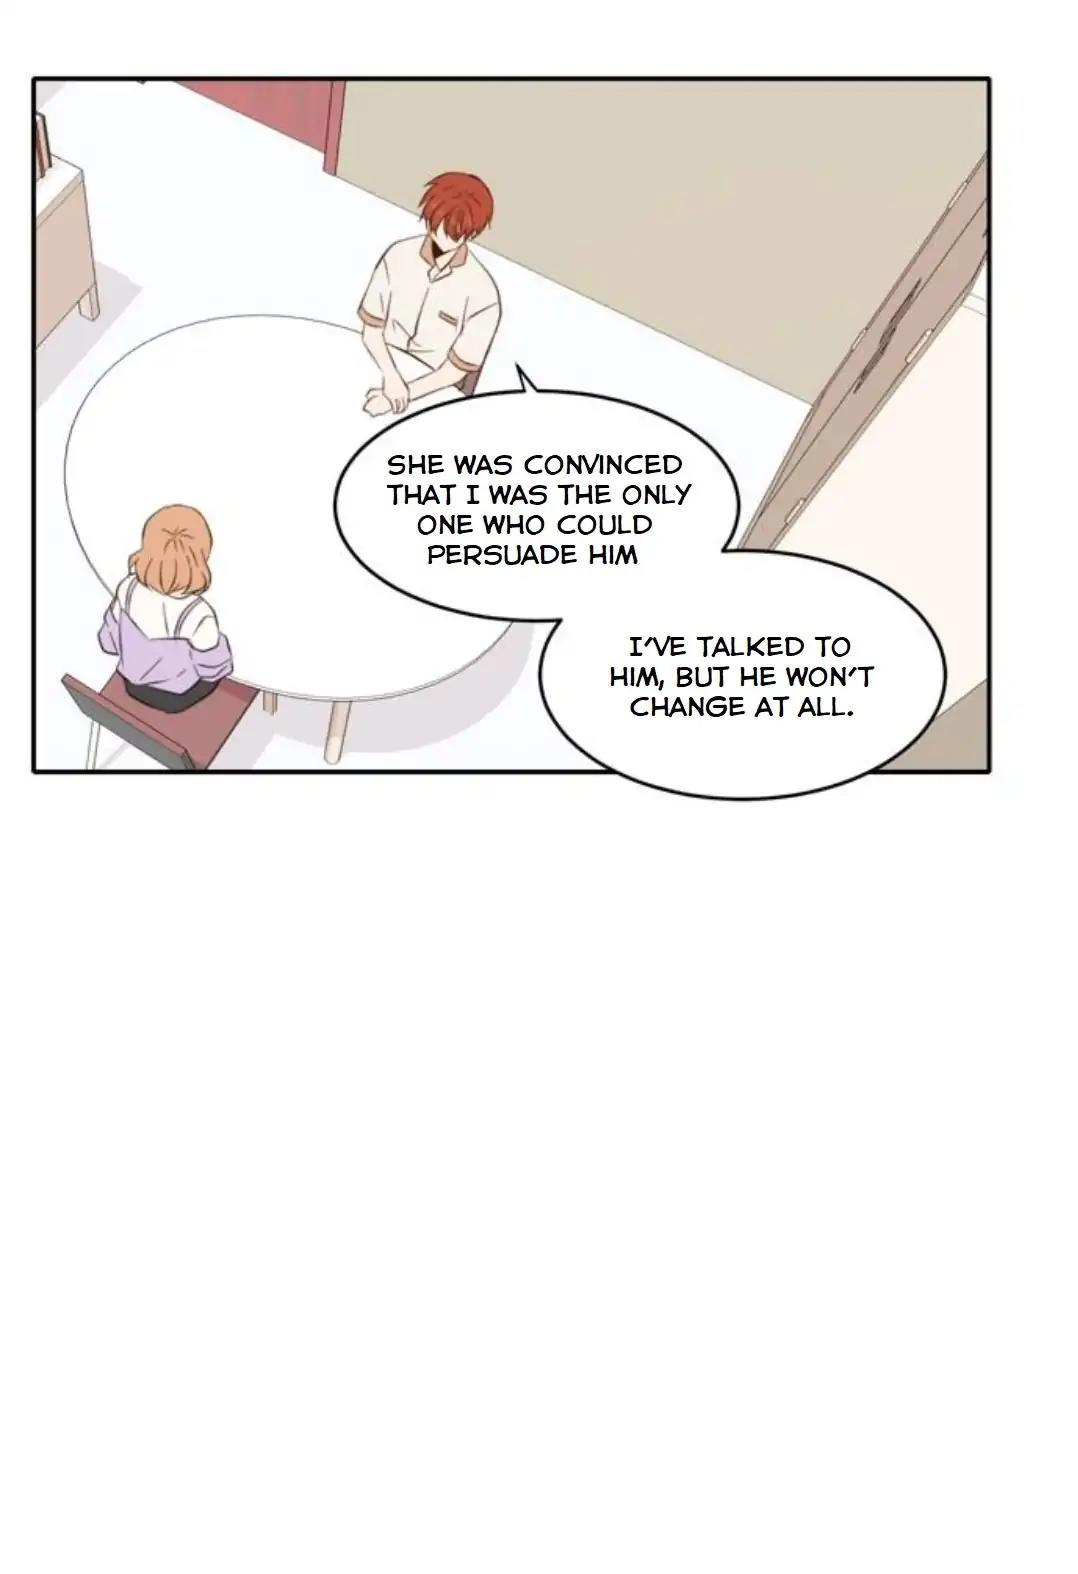 SHE WAS CONVINCED
THAT I WAS THE ONLY
ONE WHO COULD
PERSUADE HIM
I'VE TALKED TO
HIM, BUT HE WON'T
CHANGE AT ALL.